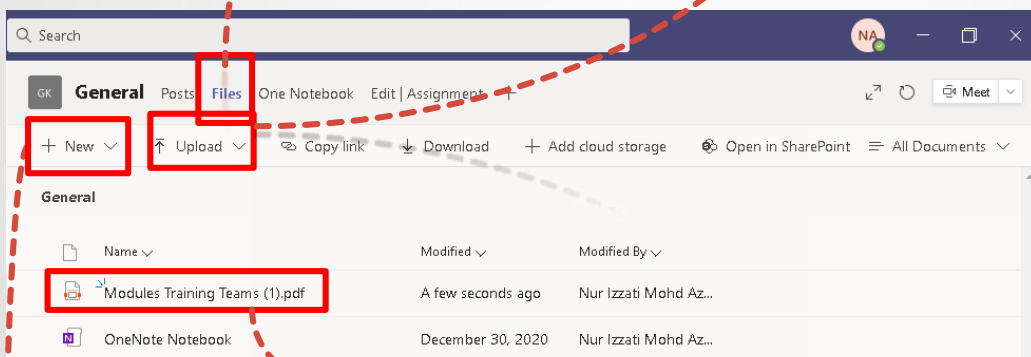 Search
NA
GK General Posts Files One Notebook Edit | Assignment +
Meet
+ New Upload Copy link Download + Add cloud storage Open in SharePoint All Documents
General
Name Modified Modified By
Modules Training Teams (1).pdf A few seconds ago Nur Izzati Mohd Az...
N OneNote Notebook December 30, 2020 Nur Izzati Mohd Az...